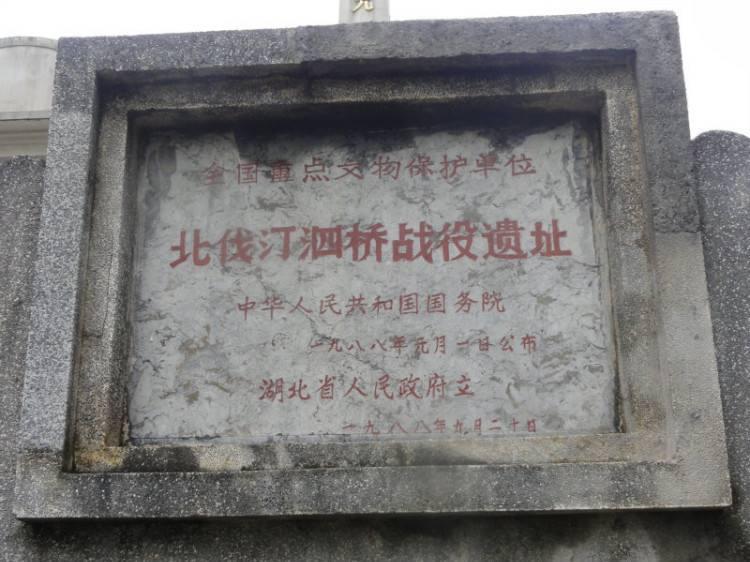 全国重点文物保护单位
北伐汀泗桥战役遗址
中华人民共和国国务院
一九八八年元月一日公布
湖北省人民政府立
一九八八年九月二十日